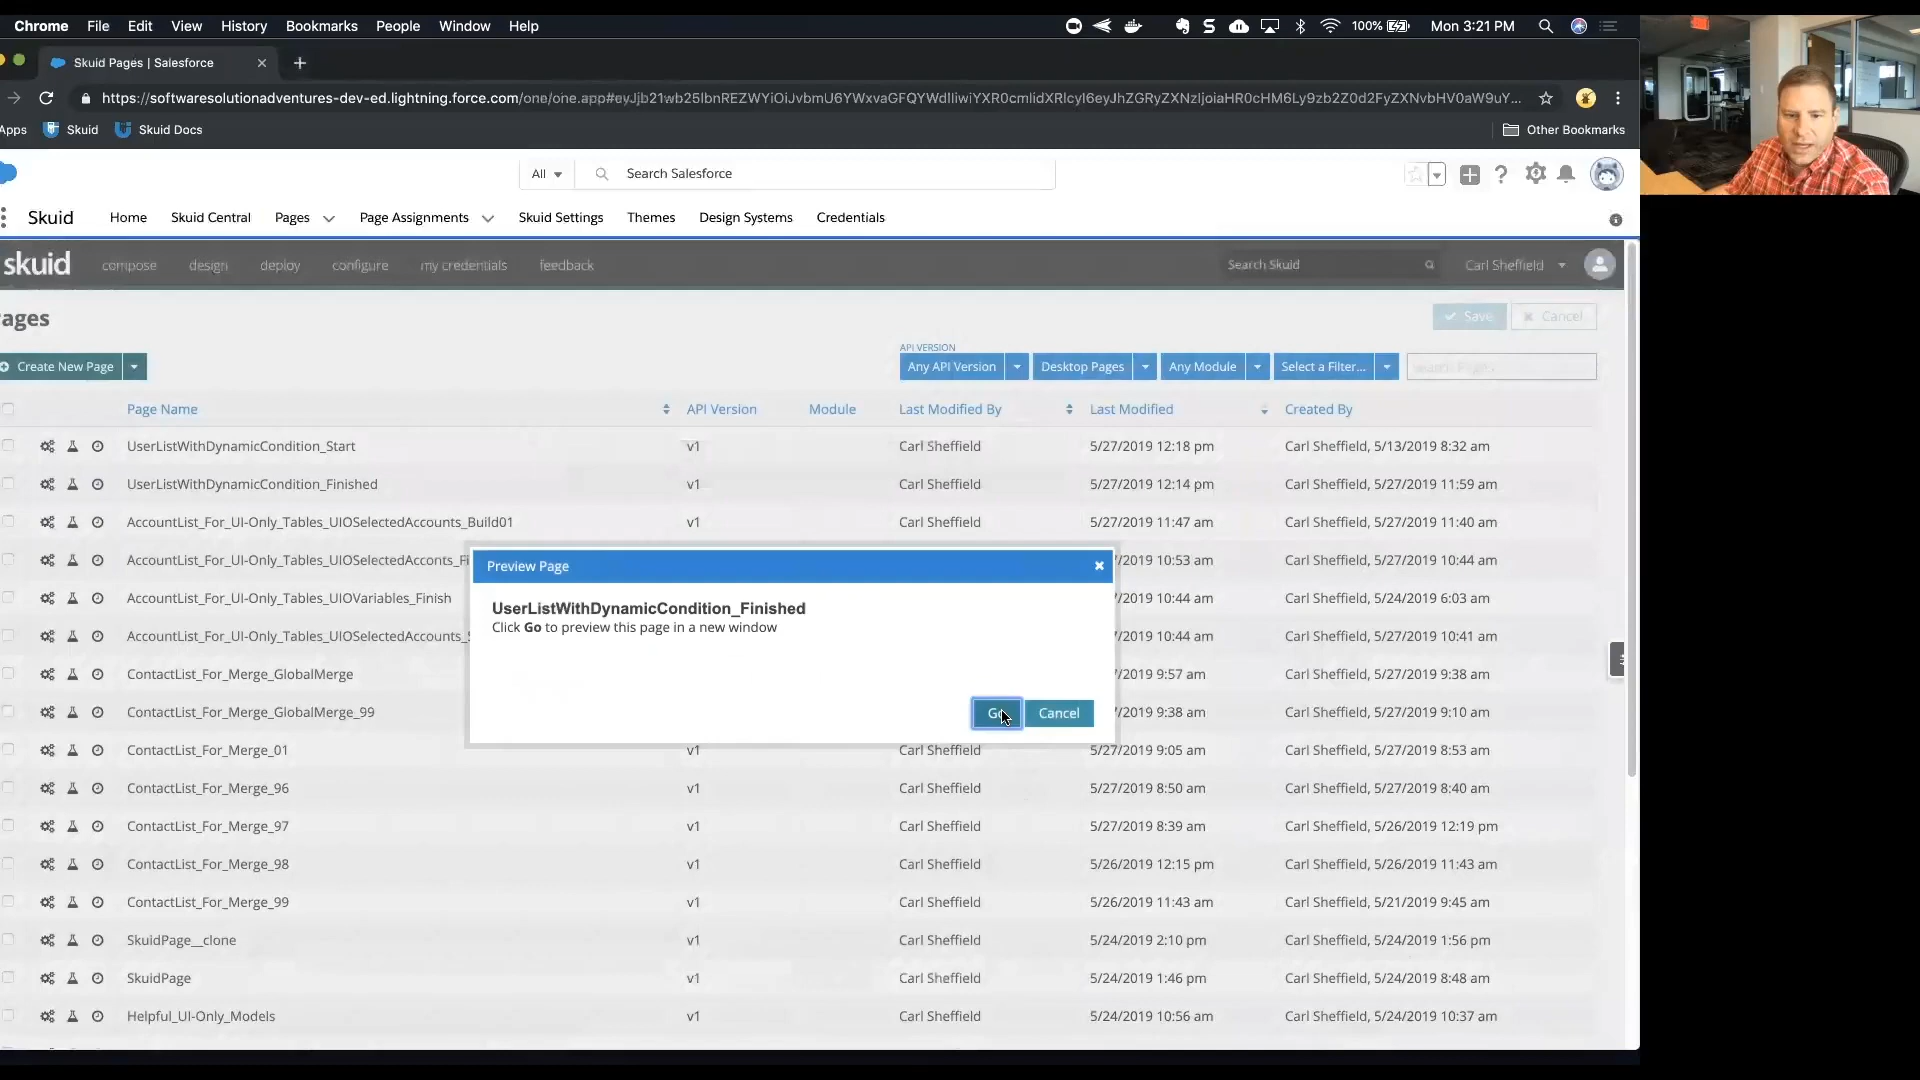 Chrome File Edit View History Bookmarks People Window Help 100% Mon 3:21 PM
Skuid Pages | Salesforce
https://softwaresolutionadventures-dev-ed.lightning.force.com/one/one.app#
Apps Skuid Skuid Docs Other Bookmarks
All Search Salesforce
Skuid Home Skuid Central Pages Page Assignments Skuid Settings Themes Design Systems Credentials
skuid compose design deploy configure my credentials feedback Search Skuid Carl Sheffield
ages Save Cancel
API VERSION
Create New Page Any API Version Desktop Pages Any Module Select a Filter...
Page Name API Version Module Last Modified By Last Modified Created By
UserListWithDynamicCondition_Start v1 Carl Sheffield 5/27/2019 12:18 pm Carl Sheffield, 5/13/2019 8:32 am
UserListWithDynamicCondition_Finished v1 Carl Sheffield 5/27/2019 12:14 pm Carl Sheffield, 5/27/2019 11:59 am
AccountList_For_UI-Only_Tables_UIOSelectedAccounts_Build01 v1 Carl Sheffield 5/27/2019 11:47 am Carl Sheffield, 5/27/2019 11:40 am
AccountList_For_UI-Only_Tables_UIOSelectedAcconts_Fi 7/2019 10:53 am Carl Sheffield, 5/27/2019 10:44 am
Preview Page
AccountList_For_UI-Only_Tables_UIOVariables_Finish 7/2019 10:44 am Carl Sheffield, 5/24/2019 6:03 am
UserListWithDynamicCondition_Finished
Click Go to preview this page in a new window
AccountList_For_UI-Only_Tables_UIOSelectedAccounts_S 7/2019 10:44 am Carl Sheffield, 5/27/2019 10:41 am
ContactList_For_Merge_GlobalMerge 7/2019 9:57 am Carl Sheffield, 5/27/2019 9:38 am
ContactList_For_Merge_GlobalMerge_99 7/2019 9:38 am Carl Sheffield, 5/27/2019 9:10 am
Go Cancel
ContactList_For_Merge_01 v1 Carl Sheffield 5/27/2019 9:05 am Carl Sheffield, 5/27/2019 8:53 am
ContactList_For_Merge_96 v1 Carl Sheffield 5/27/2019 8:50 am Carl Sheffield, 5/27/2019 8:40 am
ContactList_For_Merge_97 v1 Carl Sheffield 5/27/2019 8:39 am Carl Sheffield, 5/26/2019 12:19 pm
ContactList_For_Merge_98 v1 Carl Sheffield 5/26/2019 12:15 pm Carl Sheffield, 5/26/2019 11:43 am
ContactList_For_Merge_99 v1 Carl Sheffield 5/26/2019 11:43 am Carl Sheffield, 5/21/2019 9:45 am
SkuidPage__clone v1 Carl Sheffield 5/24/2019 2:10 pm Carl Sheffield, 5/24/2019 1:56 pm
SkuidPage v1 Carl Sheffield 5/24/2019 1:46 pm Carl Sheffield, 5/24/2019 8:48 am
Helpful_UI-Only_Models v1 Carl Sheffield 5/24/2019 10:56 am Carl Sheffield, 5/24/2019 10:37 am